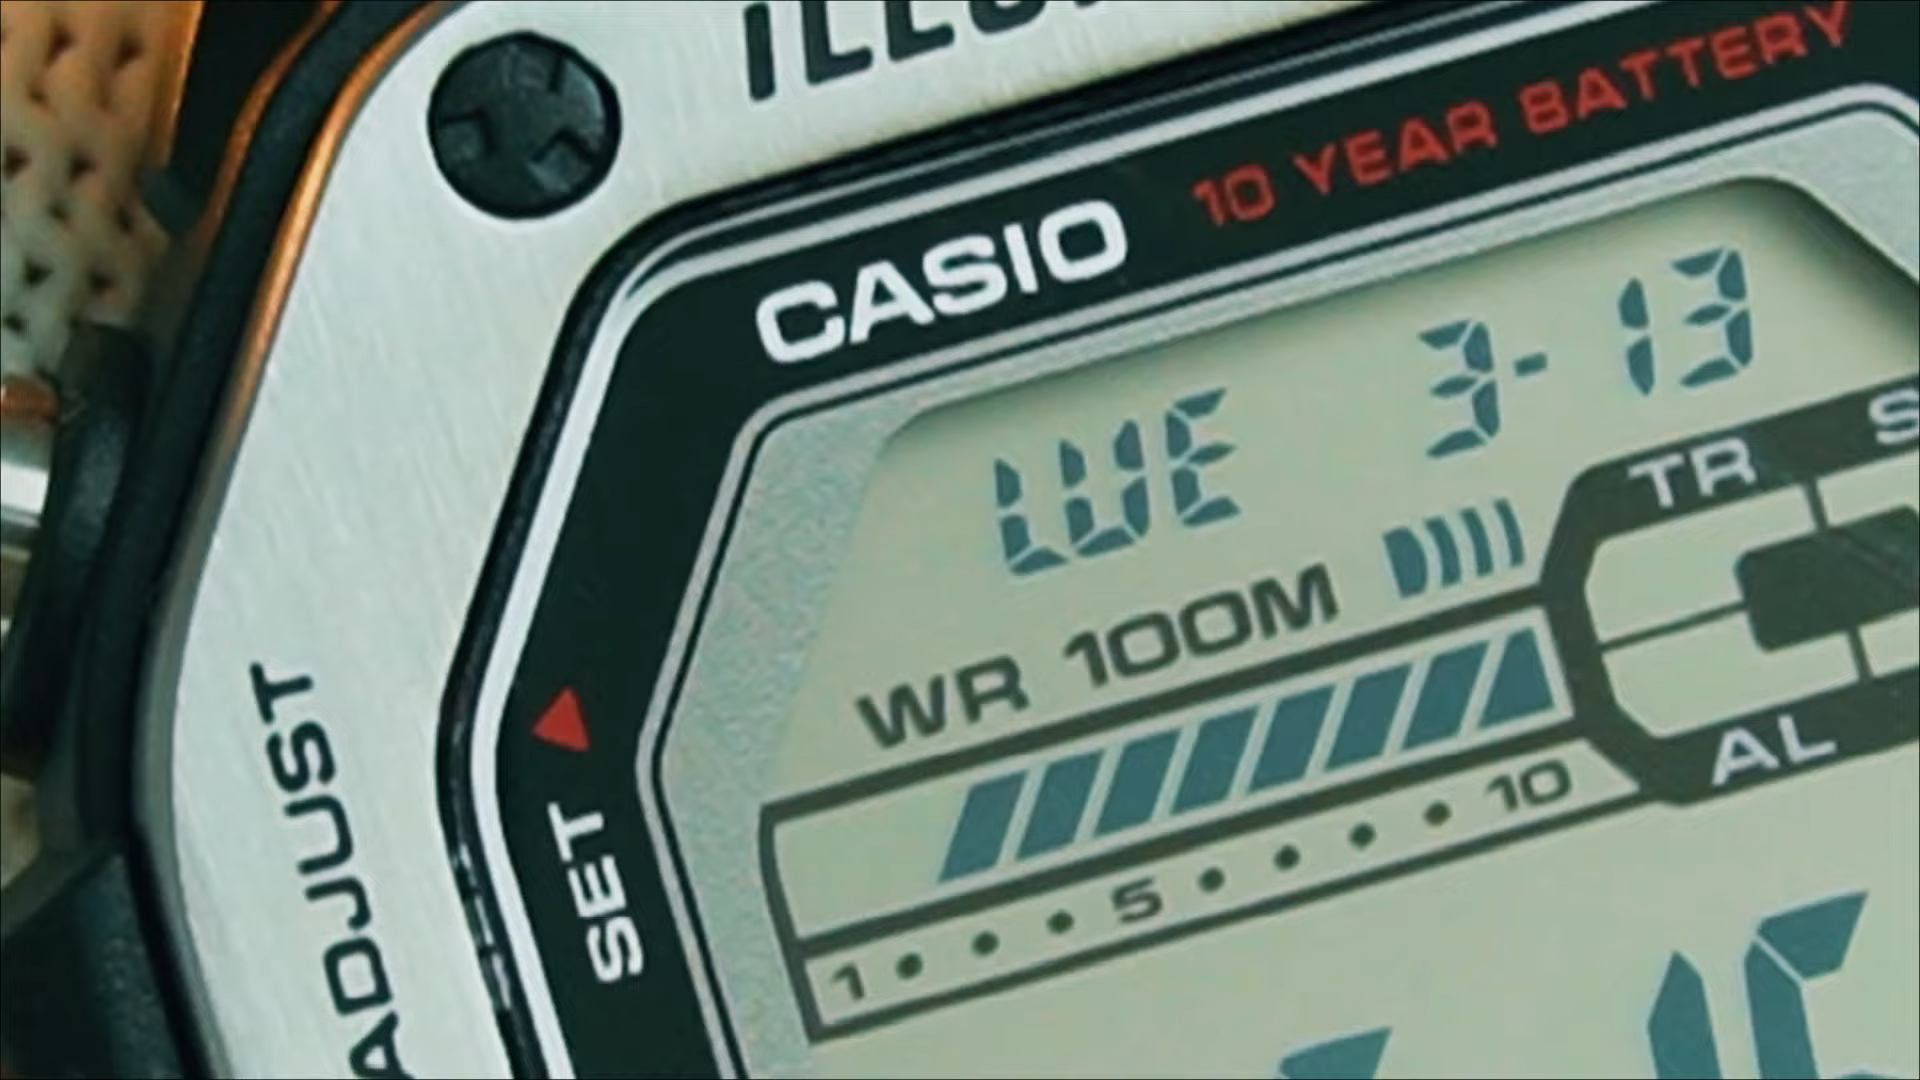 CASIO 10 YEAR BATTERY
WE 3-13
TR
WR 100M
AL
1 5 10
SET
ADJUST